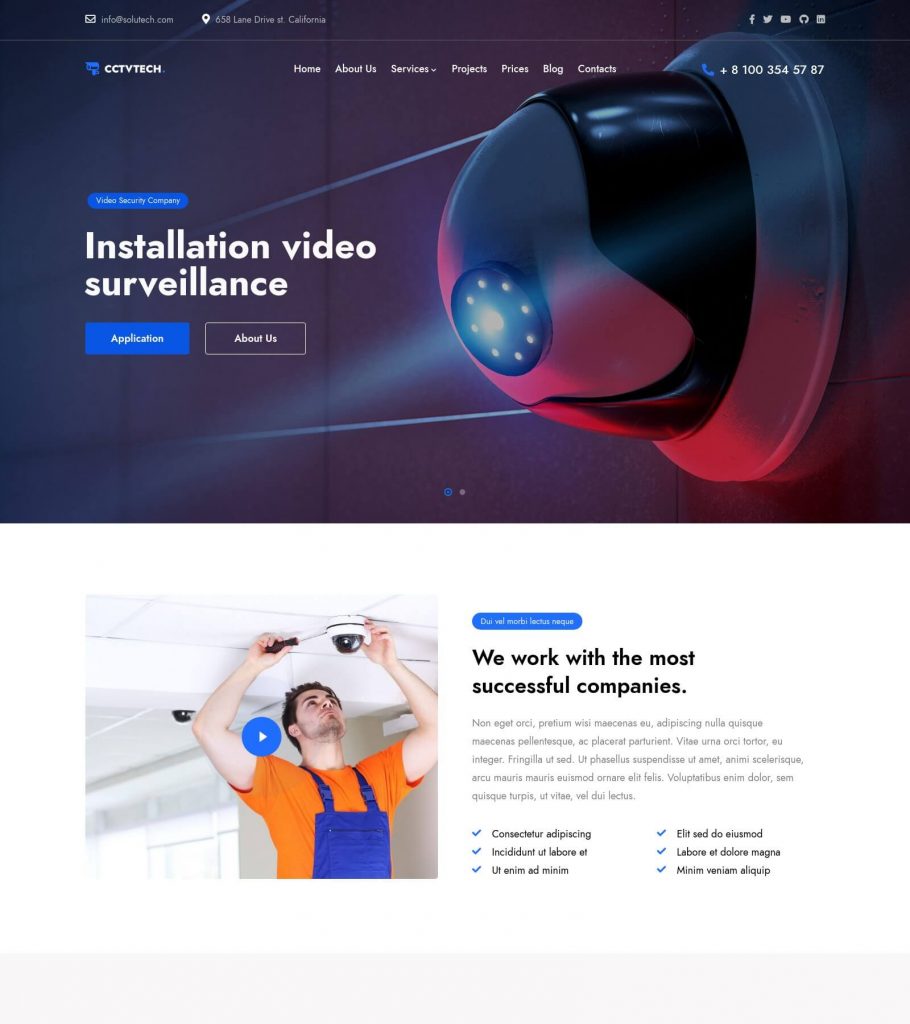 info@solutech.com
658 Lane Drive st. California
CCTVTECH.
Home
About Us
Services
Projects
Prices
Blog
Contacts
+ 8 100 354 57 87
Video Security Company
Installation video
surveillance
Application
About Us
Dui vel morbi lectus neque
We work with the most
successful companies.
Non eget orci, pretium wisi maecenas eu, adipiscing nulla quisque
maecenas pellentesque, ac placerat parturient. Vitae urna orci tortor, eu
integer. Fringilla ut sed. Ut phasellus suspendisse ut amet, animi scelerisque,
arcu mauris mauris euismod ornare elit felis. Voluptatibus enim dolor, sem
quisque turpis, ut vitae, vel dui lectus.
Consectetur adipiscing
Incididunt ut labore et
Ut enim ad minim
Elit sed do eiusmod
Labore et dolore magna
Minim veniam aliquip